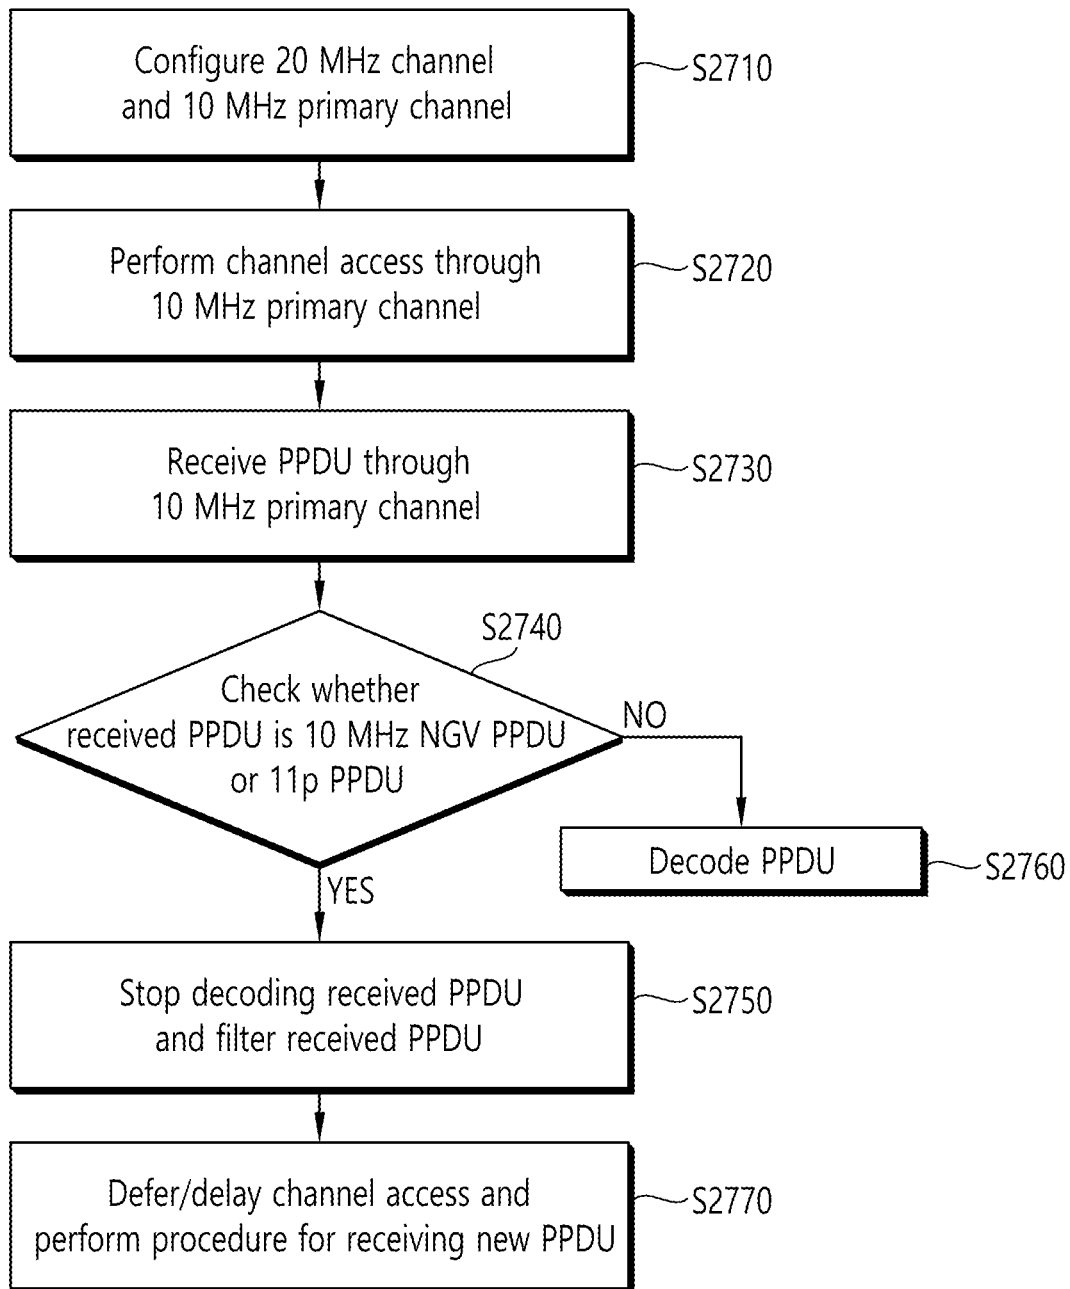 Configure 20 MHz channel
and 10 MHz primary channel
S2710
Perform channel access through
10 MHz primary channel
S2720
Receive PPDU through
10 MHz primary channel
S2730
S2740
Check whether
received PPDU is 10 MHz NGV PPDU
or 11p PPDU
NO
Decode PPDU
S2760
YES
Stop decoding received PPDU
and filter received PPDU
S2750
Defer/delay channel access and
perform procedure for receiving new PPDU
S2770